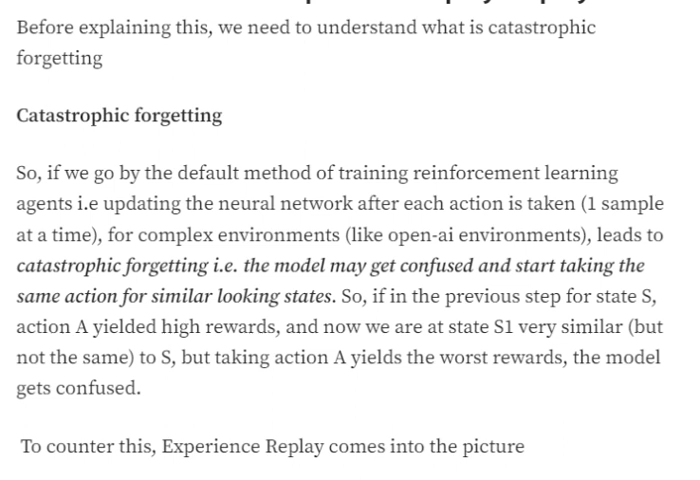 Before explaining this, we need to understand what is catastrophic
forgetting
Catastrophic forgetting
So, if we go by the default method of training reinforcement learning
agents i.e updating the neural network after each action is taken (1 sample
at a time), for complex environments (like open-ai environments), leads to
catastrophic forgetting i.e. the model may get confused and start taking the
same action for similar looking states. So, if in the previous step for state S,
action A yielded high rewards, and now we are at state S1 very similar (but
not the same) to S, but taking action A yields the worst rewards, the model
gets confused.
To counter this, Experience Replay comes into the picture